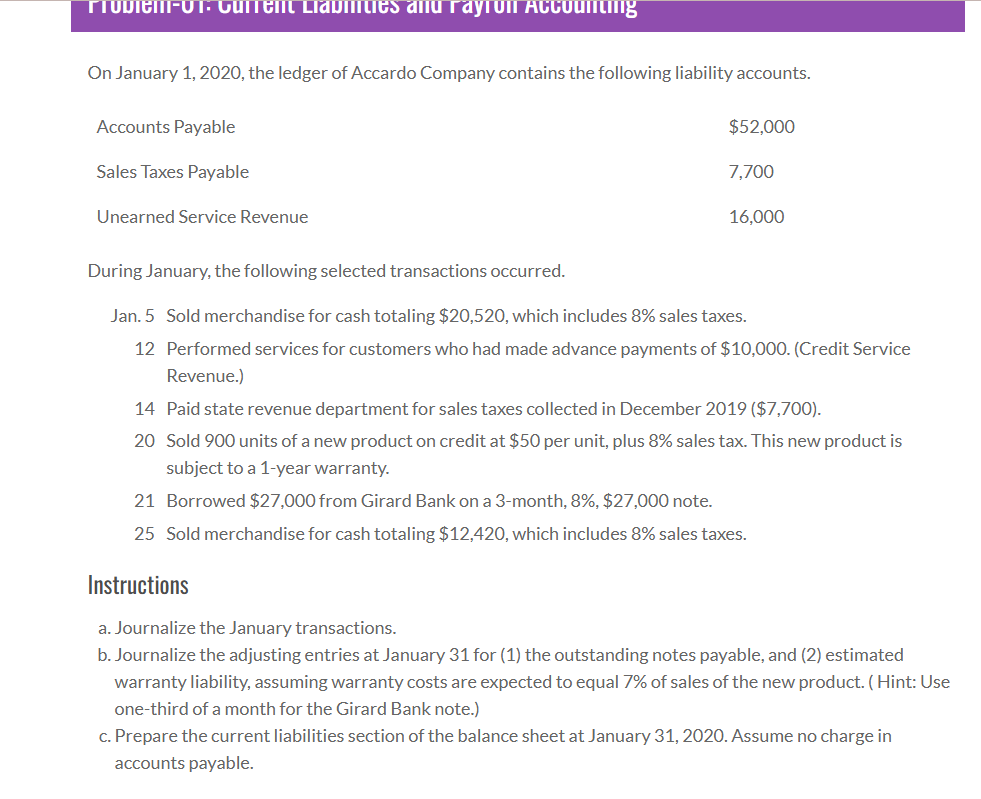 Problem-01: Current Liabilities and Payroll Accounting
On January 1, 2020, the ledger of Accardo Company contains the following liability accounts.
Accounts Payable $52,000
Sales Taxes Payable 7,700
Unearned Service Revenue 16,000
During January, the following selected transactions occurred.
Jan. 5 Sold merchandise for cash totaling $20,520, which includes 8% sales taxes.
12 Performed services for customers who had made advance payments of $10,000. (Credit Service
Revenue.)
14 Paid state revenue department for sales taxes collected in December 2019 ($7,700).
20 Sold 900 units of a new product on credit at $50 per unit, plus 8% sales tax. This new product is
subject to a 1-year warranty.
21 Borrowed $27,000 from Girard Bank on a 3-month, 8%, $27,000 note.
25 Sold merchandise for cash totaling $12,420, which includes 8% sales taxes.
Instructions
a. Journalize the January transactions.
b. Journalize the adjusting entries at January 31 for (1) the outstanding notes payable, and (2) estimated
warranty liability, assuming warranty costs are expected to equal 7% of sales of the new product. ( Hint: Use
one-third of a month for the Girard Bank note.)
c. Prepare the current liabilities section of the balance sheet at January 31, 2020. Assume no charge in
accounts payable.